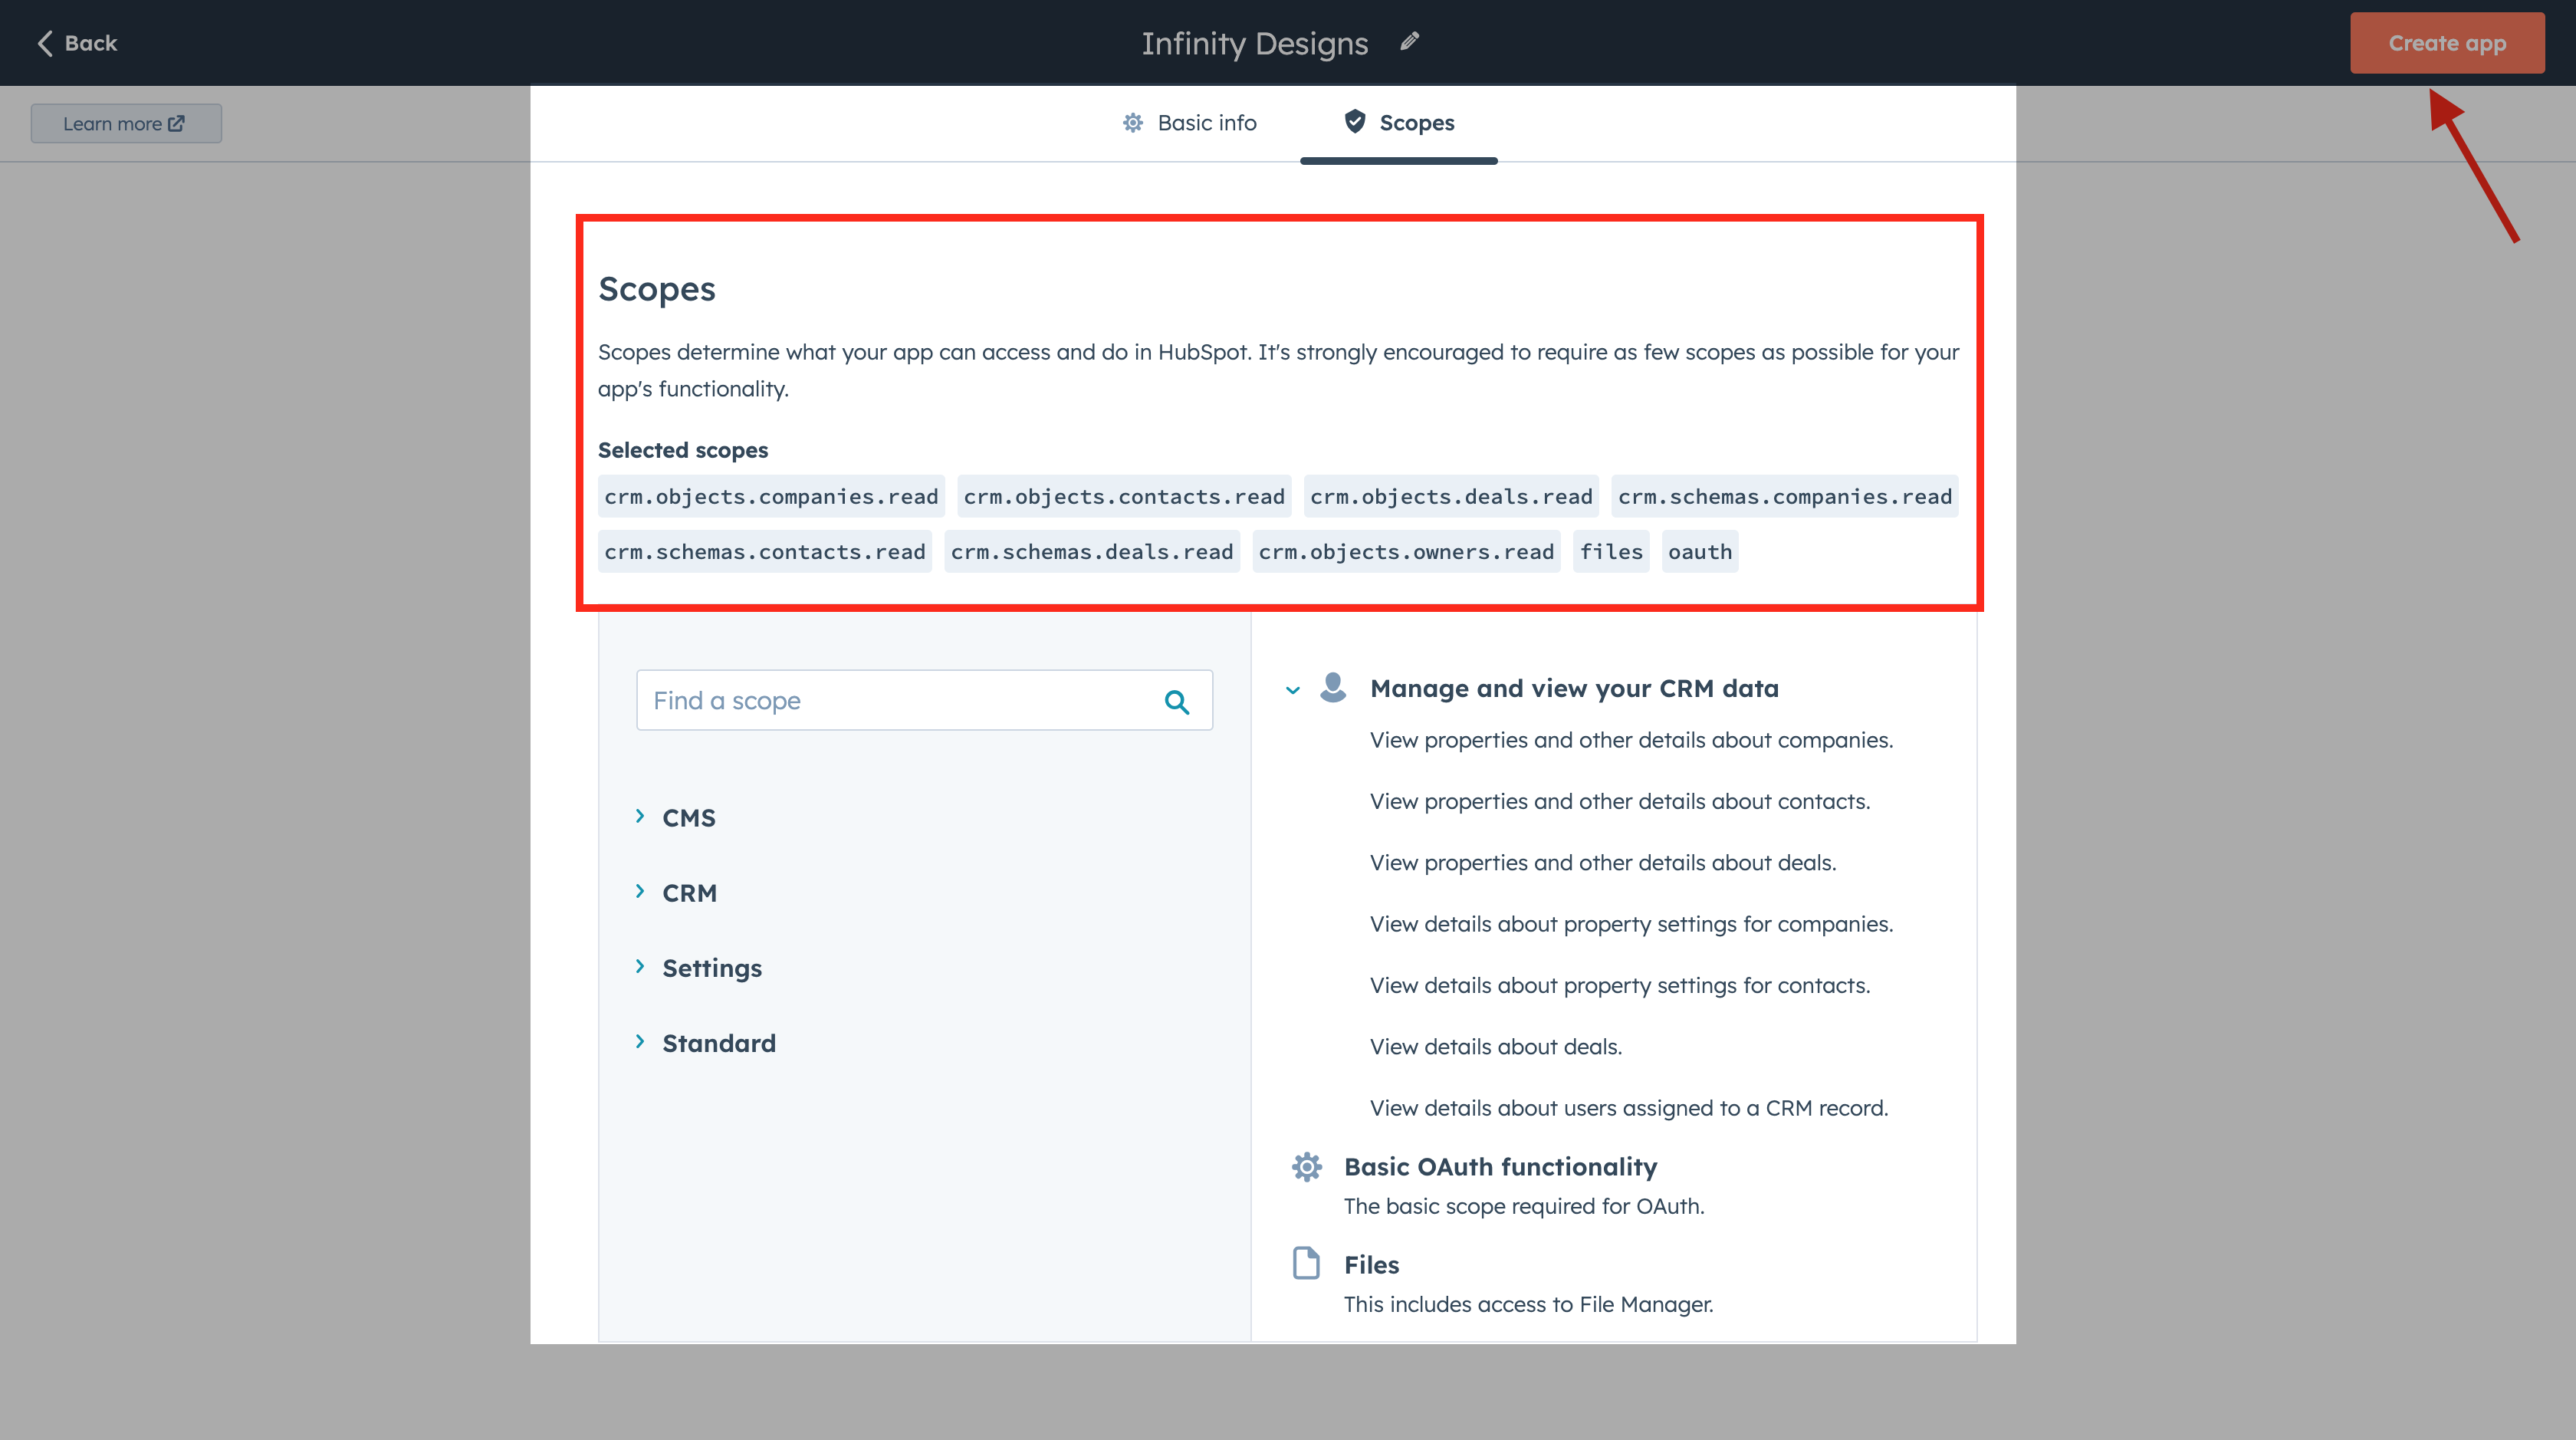 Back
Infinity Designs
Create app
Learn more
Basic info
Scopes
Scopes
Scopes determine what your app can access and do in HubSpot. It's strongly encouraged to require as few scopes as possible for your
app's functionality.
Selected scopes
crm.objects.companies.read crm.objects.contacts.read crm.objects.deals.read crm.schemas.companies.read
crm.schemas.contacts.read crm.schemas.deals.read crm.objects.owners.read files oauth
Find a scope
CMS
CRM
Settings
Standard
Manage and view your CRM data
View properties and other details about companies.
View properties and other details about contacts.
View properties and other details about deals.
View details about property settings for companies.
View details about property settings for contacts.
View details about deals.
View details about users assigned to a CRM record.
Basic OAuth functionality
The basic scope required for OAuth.
Files
This includes access to File Manager.